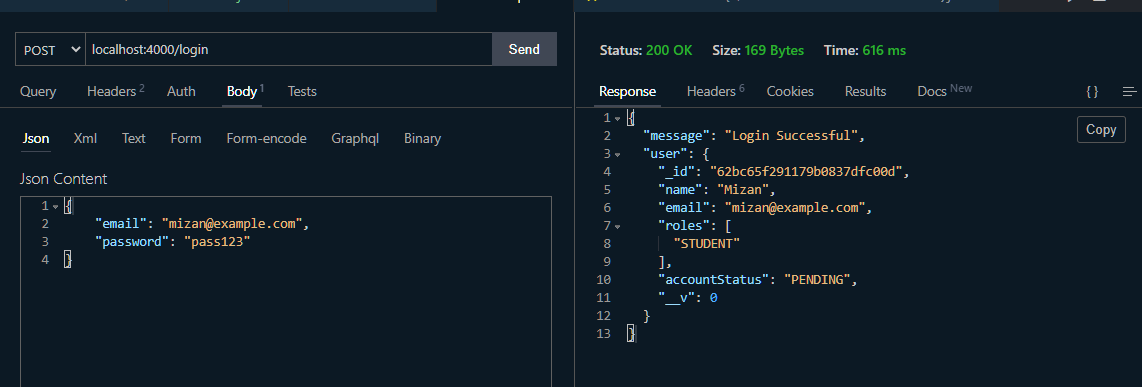 POST localhost:4000/login Send
Query Headers 2 Auth Body 1 Tests
Json Xml Text Form Form-encode Graphql Binary
Json Content
1 {
2 "email": "mizan@example.com",
3 "password": "pass123"
4 }
Status: 200 OK Size: 169 Bytes Time: 616 ms
Response Headers 6 Cookies Results Docs New {}
Copy
1 {
2 "message": "Login Successful",
3 "user": {
4 "_id": "62bc65f291179b0837dfc00d",
5 "name": "Mizan",
6 "email": "mizan@example.com",
7 "roles": [
8 "STUDENT"
9 ],
10 "accountStatus": "PENDING",
11 "__v": 0
12 }
13 }